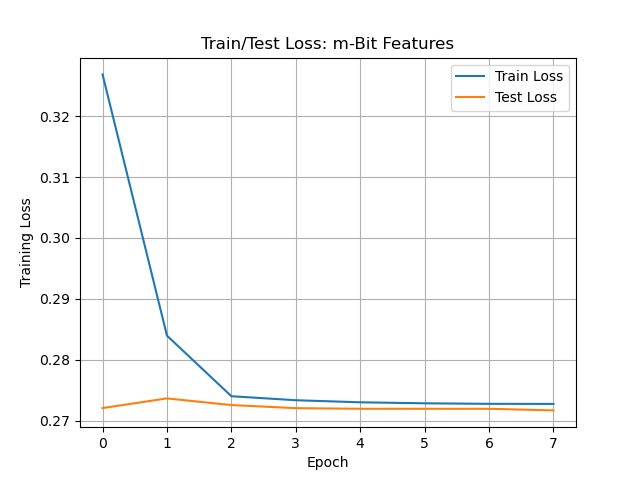 Train/Test Loss: m-Bit Features
Train Loss
Test Loss
Training Loss
0.32
0.31
0.30
0.29
0.28
0.27
0 1 2 3 4 5 6 7
Epoch